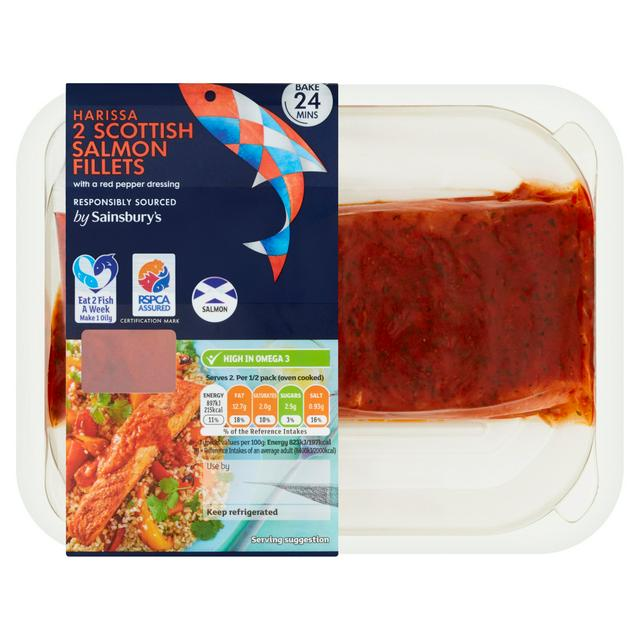 BAKE
24
MINS
HARISSA
2 SCOTTISH
SALMON
FILLETS
with a red pepper dressing
RESPONSIBLY SOURCED
by Sainsbury's
Eat 2 Fish
A Week
Make 1 Oily
RSPCA
ASSURED
CERTIFICATION MARK
SALMON
HIGH IN OMEGA 3
Serves 2. Per 1/2 pack (oven cooked)
ENERGY FAT SATURATES SUGARS SALT
897kJ 12.7g 2.0g 2.5g 0.93g
215kcal
11% 18% 10% 3% 16%
% of the Reference Intakes
Typical values per 100g: Energy 823kJ/197kcal
= Reference Intakes of an average adult (8400kJ/2000kcal)
Use by
Keep refrigerated
Serving suggestion